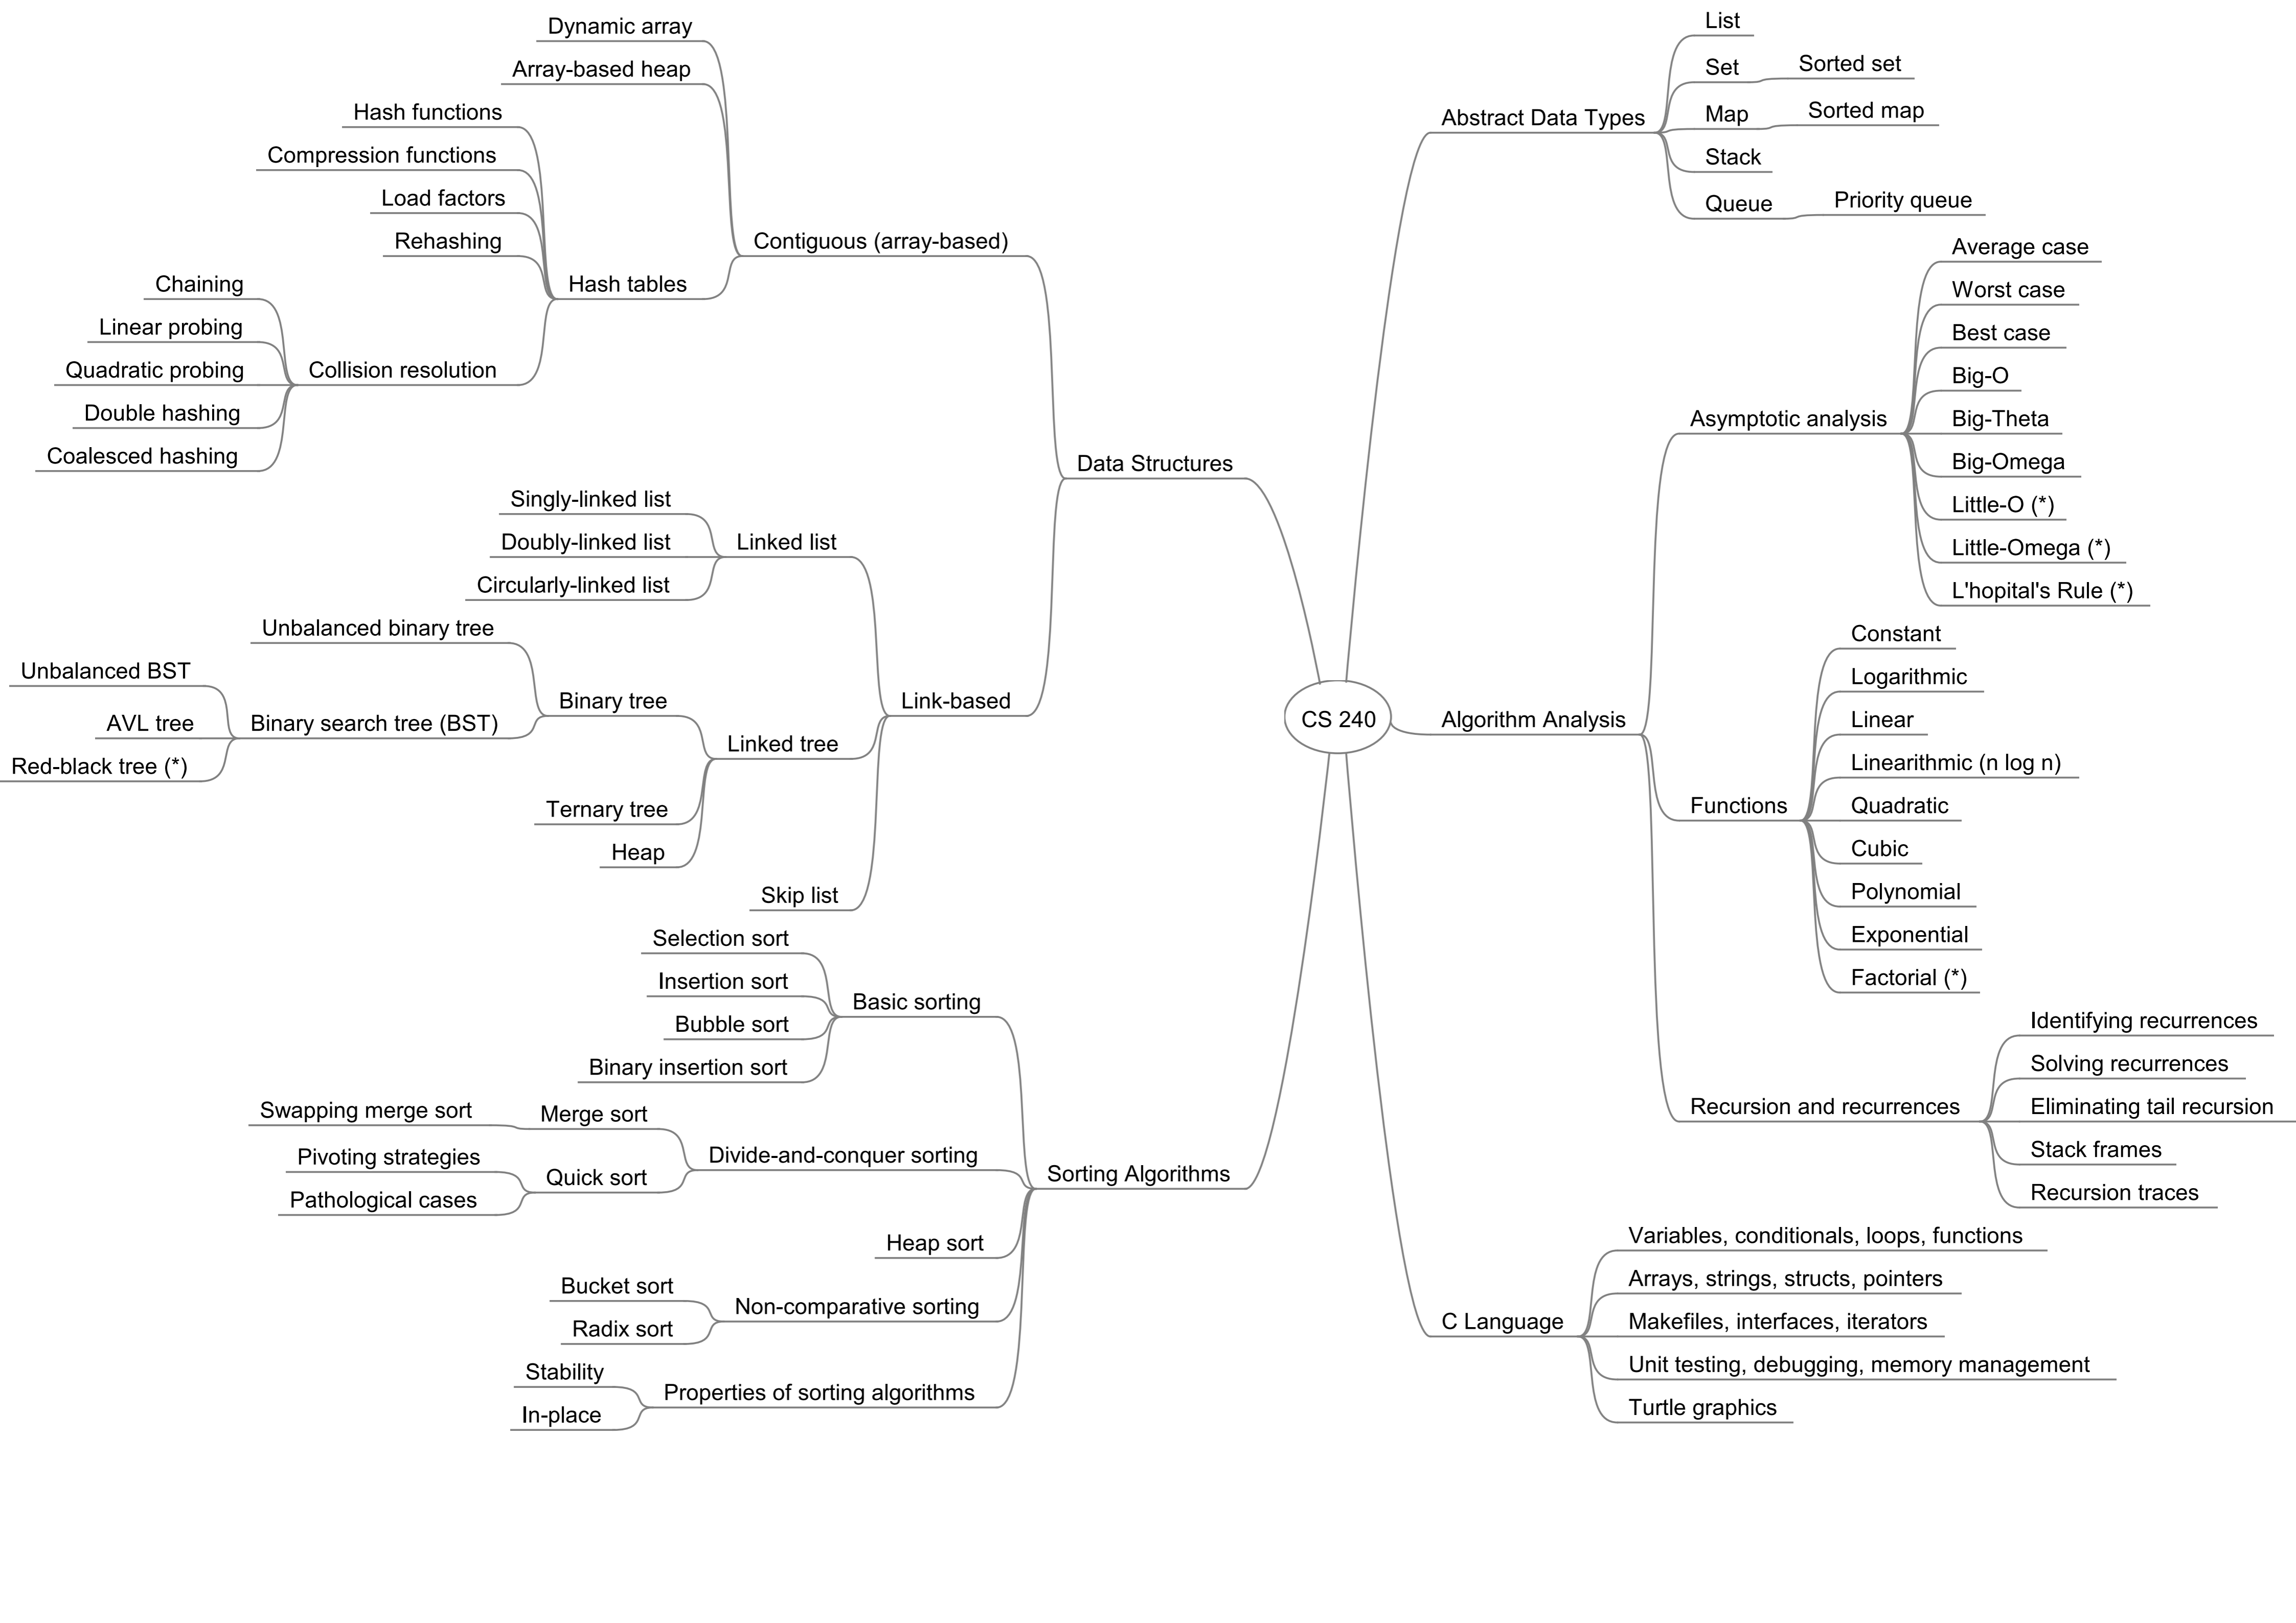 CS 240
Data Structures
Contiguous (array-based)
Dynamic array
Array-based heap
Hash tables
Hash functions
Compression functions
Load factors
Rehashing
Collision resolution
Chaining
Linear probing
Quadratic probing
Double hashing
Coalesced hashing
Link-based
Linked list
Singly-linked list
Doubly-linked list
Circularly-linked list
Linked tree
Binary tree
Unbalanced binary tree
Binary search tree (BST)
Unbalanced BST
AVL tree
Red-black tree (*)
Ternary tree
Heap
Skip list
Sorting Algorithms
Basic sorting
Selection sort
Insertion sort
Bubble sort
Binary insertion sort
Divide-and-conquer sorting
Merge sort
Swapping merge sort
Quick sort
Pivoting strategies
Pathological cases
Heap sort
Non-comparative sorting
Bucket sort
Radix sort
Properties of sorting algorithms
Stability
In-place
Abstract Data Types
List
Set
Sorted set
Map
Sorted map
Stack
Queue
Priority queue
Algorithm Analysis
Asymptotic analysis
Average case
Worst case
Best case
Big-O
Big-Theta
Big-Omega
Little-O (*)
Little-Omega (*)
L'hopital's Rule (*)
Functions
Constant
Logarithmic
Linear
Linearithmic (n log n)
Quadratic
Cubic
Polynomial
Exponential
Factorial (*)
Recursion and recurrences
Identifying recurrences
Solving recurrences
Eliminating tail recursion
Stack frames
Recursion traces
C Language
Variables, conditionals, loops, functions
Arrays, strings, structs, pointers
Makefiles, interfaces, iterators
Unit testing, debugging, memory management
Turtle graphics